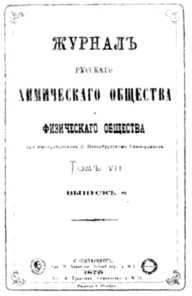 ЖУРНАЛЪ
РУССКАГО
ХИМИЧЕСКАГО ОБЩЕСТВА
И
ФИЗИЧЕСКАГО ОБЩЕСТВА
ТОМЪ VII
ВЫПУСКЪ 8
С.-ПЕТЕРБУРГЪ.
1875